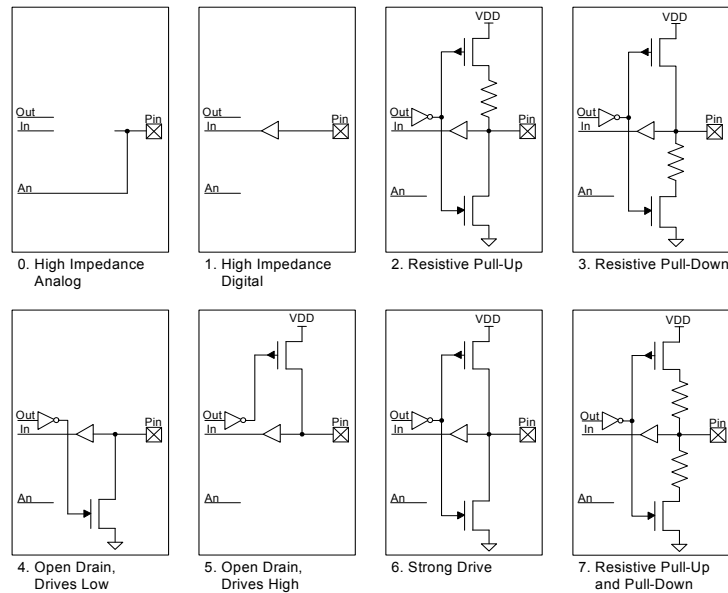 VDD
VDD
Out
In
Pin
Out
In
Pin
Out
In
Pin
Out
In
Pin
An
An
An
An
0. High Impedance
Analog
1. High Impedance
Digital
2. Resistive Pull-Up
3. Resistive Pull-Down
VDD
VDD
VDD
Out
In
Pin
Out
In
Pin
Out
In
Pin
Out
In
Pin
An
An
An
An
4. Open Drain,
Drives Low
5. Open Drain,
Drives High
6. Strong Drive
7. Resistive Pull-Up
and Pull-Down